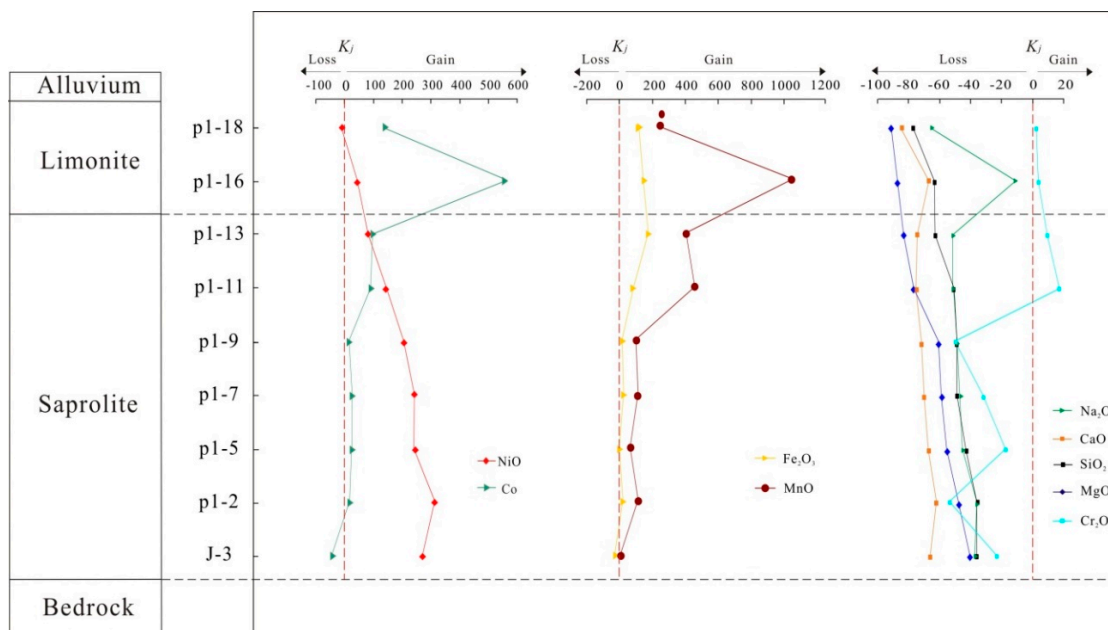 Kj
Loss
Gain
-100 0 100 200 300 400 500 600
Kj
Loss
Gain
-200 0 200 400 600 800 1000 1200
Kj
Loss
Gain
-100 -80 -60 -40 -20 0 20
Alluvium
Limonite
Saprolite
Bedrock
p1-18
p1-16
p1-13
p1-11
p1-9
p1-7
p1-5
p1-2
J-3
NiO
Co
Fe₂O₃
MnO
Na₂O
CaO
SiO₂
MgO
Cr₂O